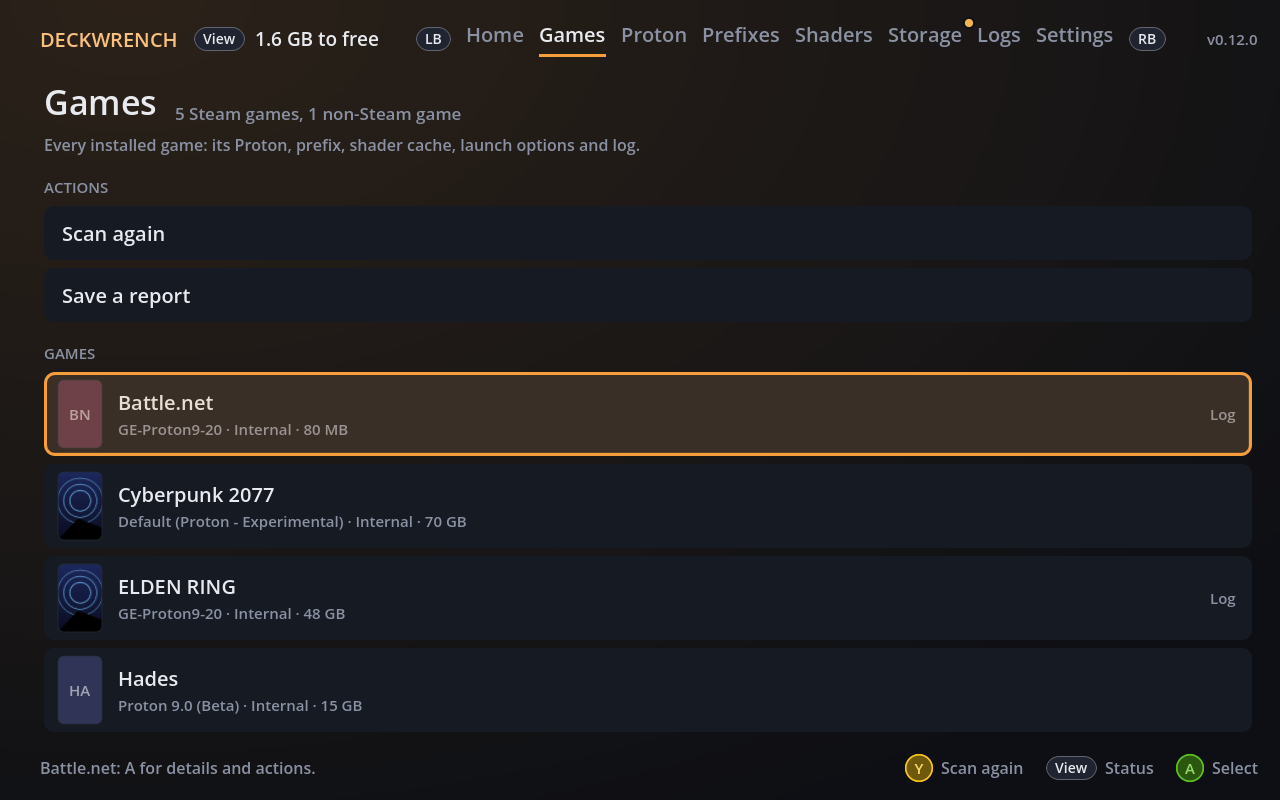 DECKWRENCH View 1.6 GB to free LB Home Games Proton Prefixes Shaders Storage Logs Settings RB v0.12.0
Games 5 Steam games, 1 non-Steam game
Every installed game: its Proton, prefix, shader cache, launch options and log.
ACTIONS
Scan again
Save a report
GAMES
BN Battle.net
GE-Proton9-20 · Internal · 80 MB
Log
Cyberpunk 2077
Default (Proton - Experimental) · Internal · 70 GB
ELDEN RING
GE-Proton9-20 · Internal · 48 GB
Log
HA Hades
Proton 9.0 (Beta) · Internal · 15 GB
Battle.net: A for details and actions. Y Scan again View Status A Select